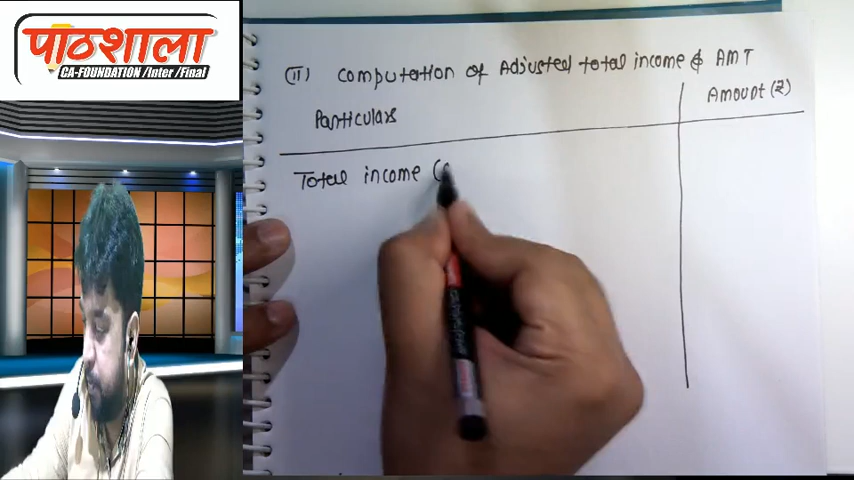 पाठशाला
CA-FOUNDATION /Inter /Final
(II) Computation of Adjusted total income & AMT
Particulars
Amount (₹)
Total income (